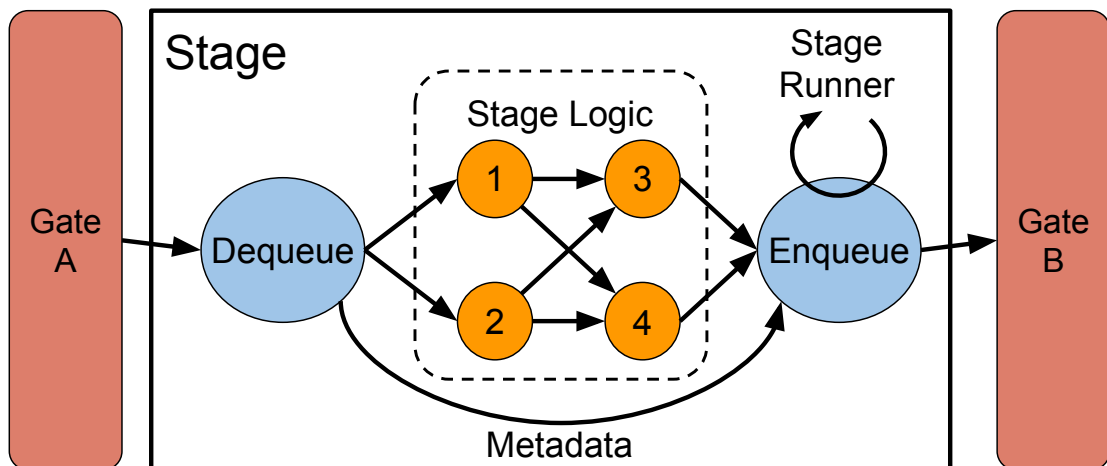 Stage
Stage
Runner
Stage Logic
1
3
Gate
A
Dequeue
Enqueue
Gate
B
2
4
Metadata